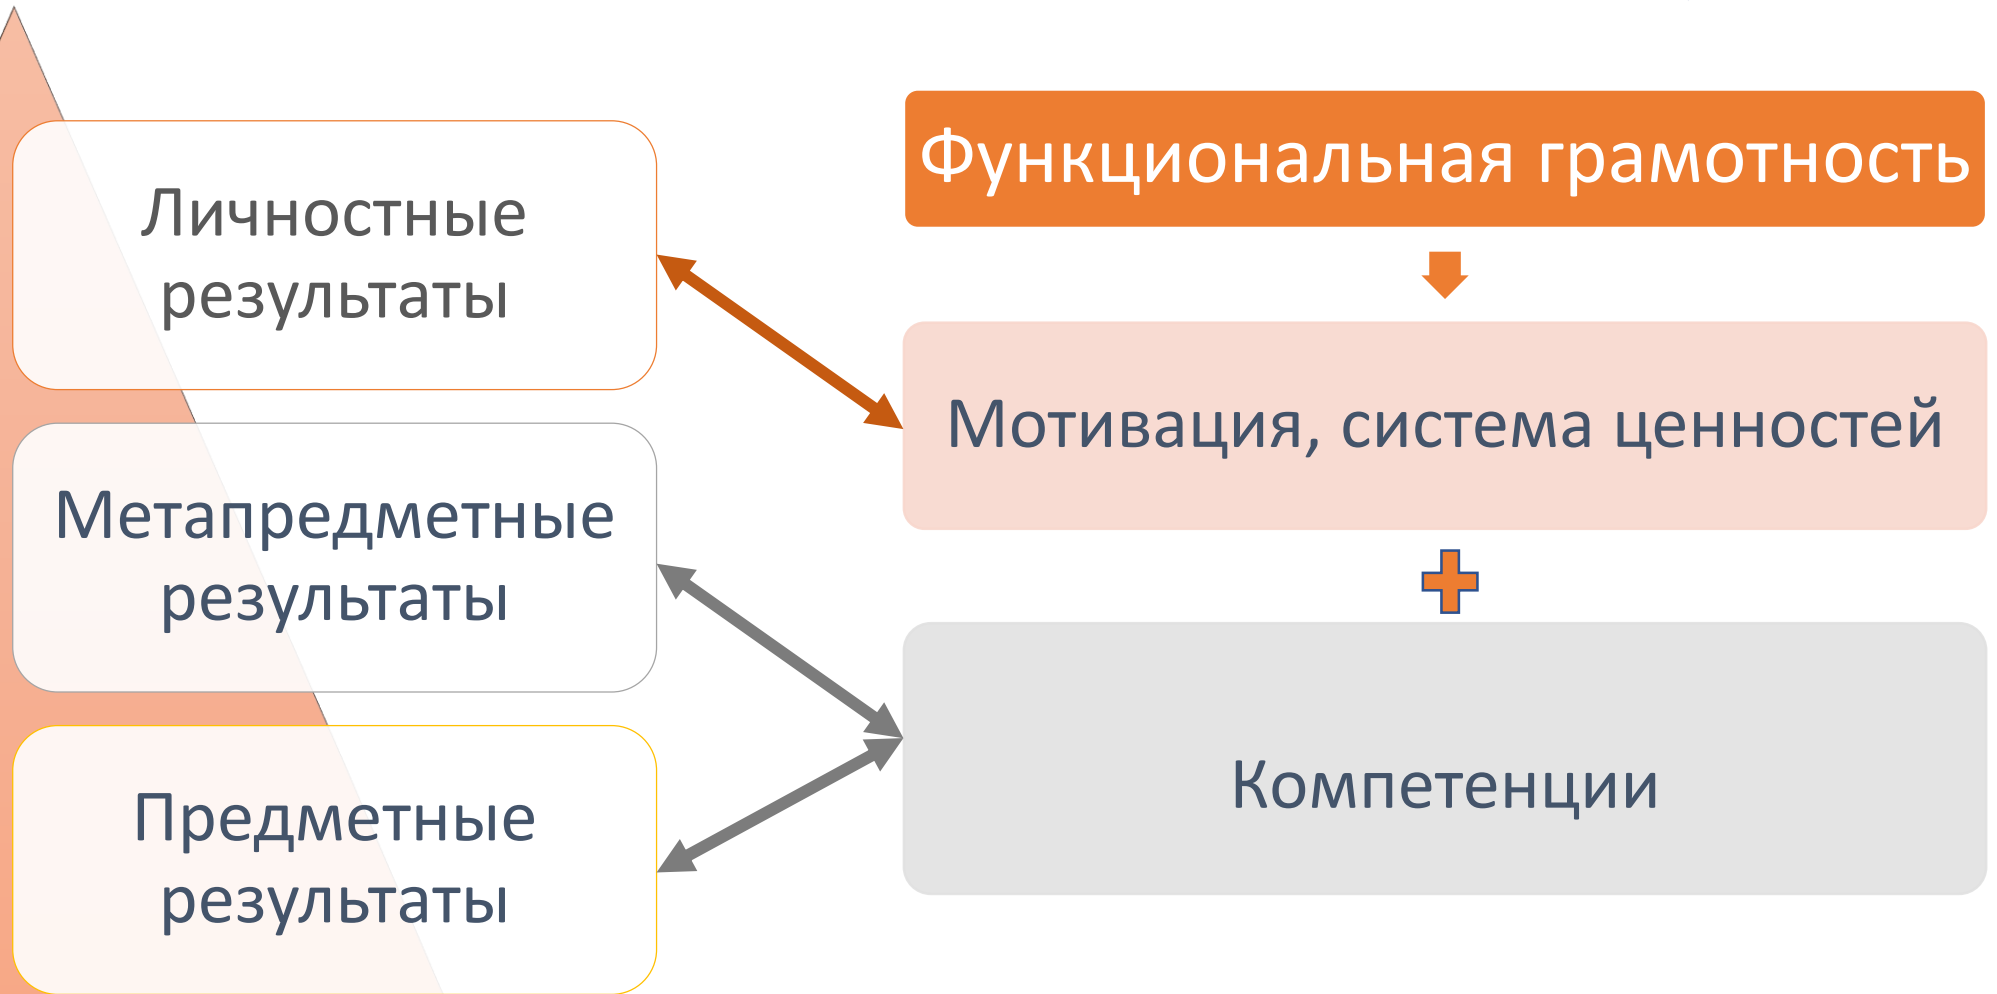 Личностные
результаты
Метапредметные
результаты
Предметные
результаты
Функциональная грамотность
Мотивация, система ценностей
Компетенции